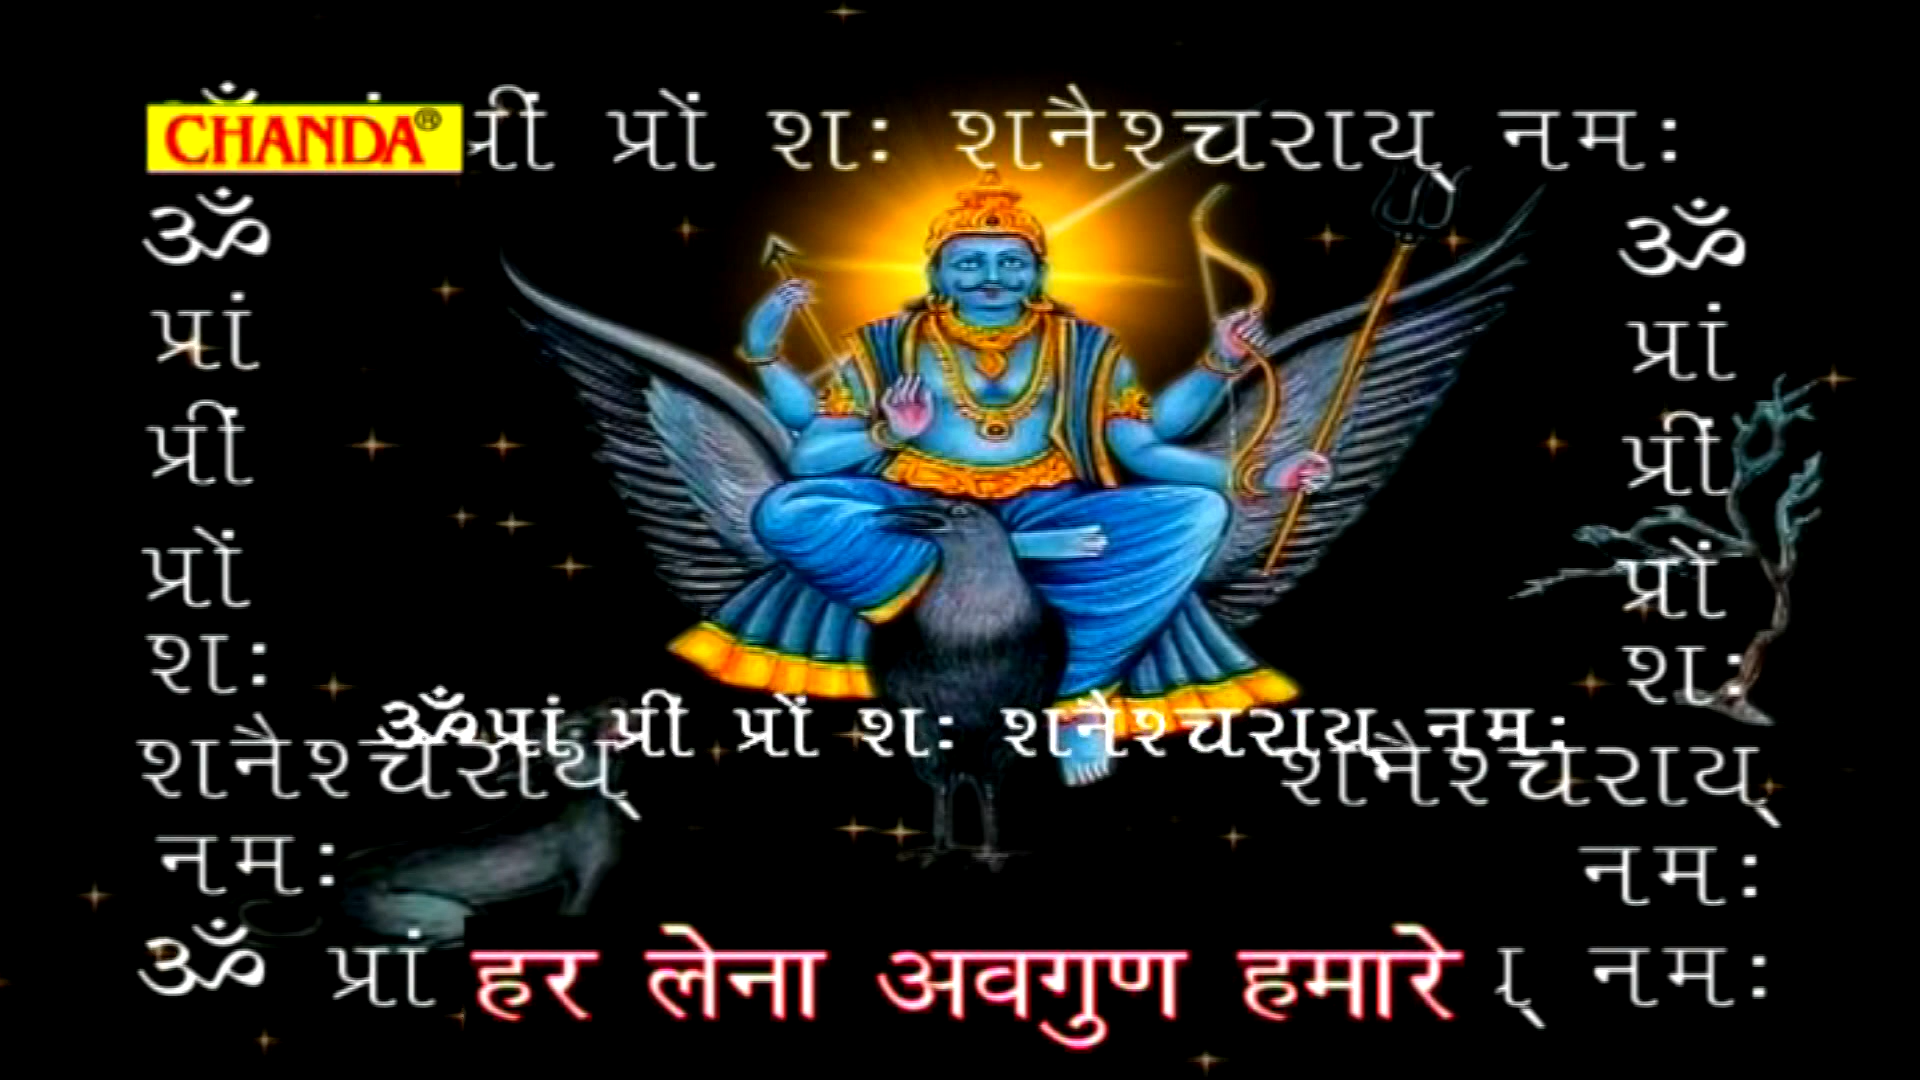 CHANDA®
प्रीं प्रों शः शनैश्चराय् नमः
ॐ
प्रां
प्रीं
प्रों
शः
शनैश्चराय्
नमः
ॐ
प्रां
प्रीं
प्रों
शः
शनैश्चराय्
नमः
ॐ प्रां प्रीं प्रों शः शनैश्चराय् नमः
ॐ प्रां
हर लेना अवगुण हमारे
नमः